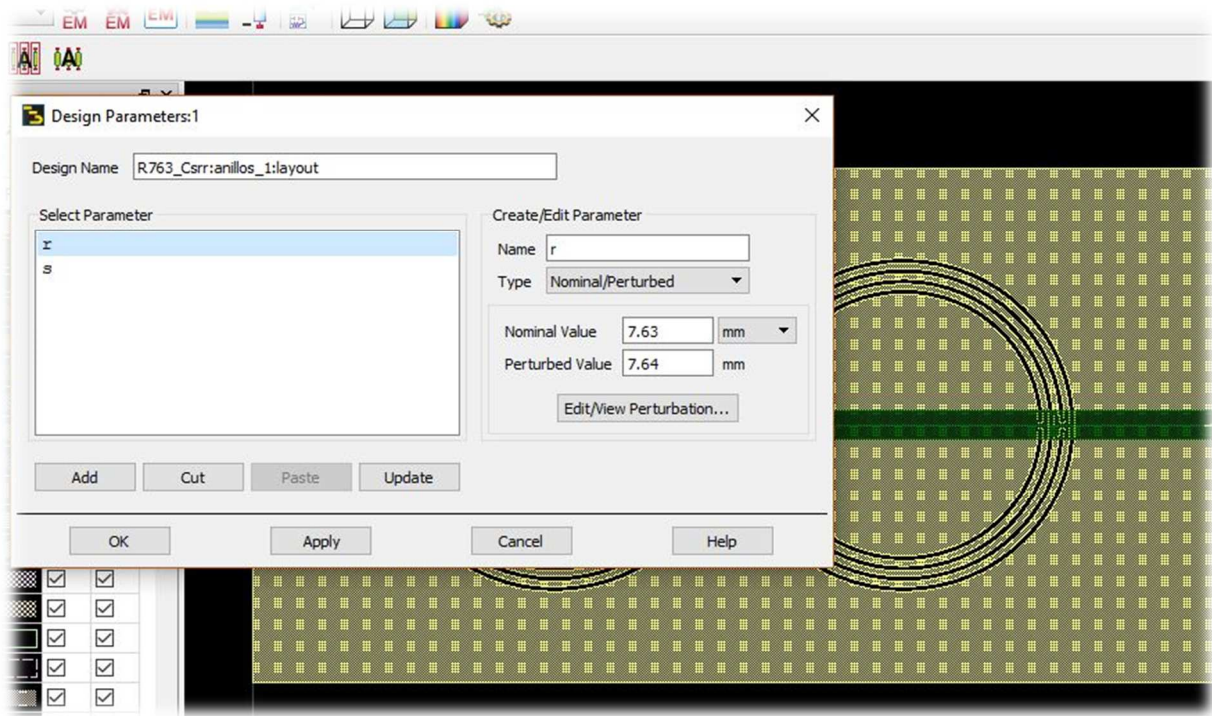 EM EM EM
A A
Design Parameters:1
Design Name R763_Csrr:anillos_1:layout
Select Parameter
Create/Edit Parameter
r
s
Name r
Type Nominal/Perturbed
Nominal Value 7.63 mm
Perturbed Value 7.64 mm
Edit/View Perturbation...
Add Cut Paste Update
OK Apply Cancel Help